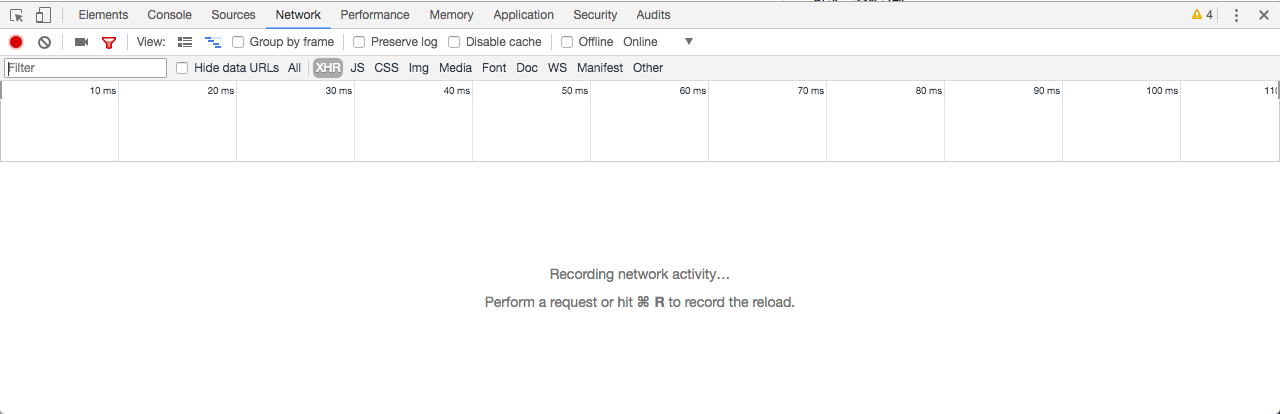 Elements Console Sources Network Performance Memory Application Security Audits 4
View: Group by frame Preserve log Disable cache Offline Online
Filter Hide data URLs All XHR JS CSS Img Media Font Doc WS Manifest Other
10 ms 20 ms 30 ms 40 ms 50 ms 60 ms 70 ms 80 ms 90 ms 100 ms
Recording network activity…
Perform a request or hit ⌘ R to record the reload.